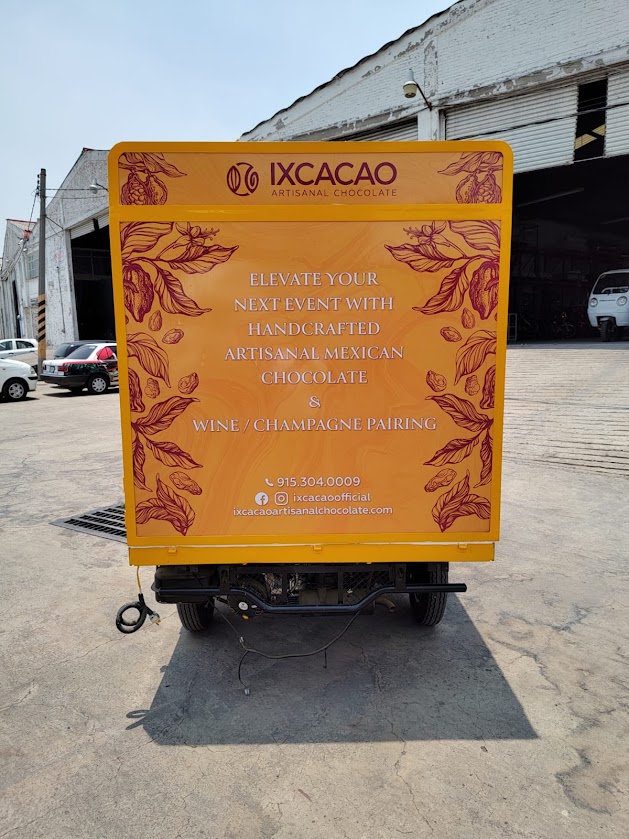 IXCACAO
ARTISANAL CHOCOLATE
ELEVATE YOUR
NEXT EVENT WITH
HANDCRAFTED
ARTISANAL MEXICAN
CHOCOLATE
&
WINE / CHAMPAGNE PAIRING
915.304.0009
ixcacaoofficial
ixcacaoartisanalchocolate.com